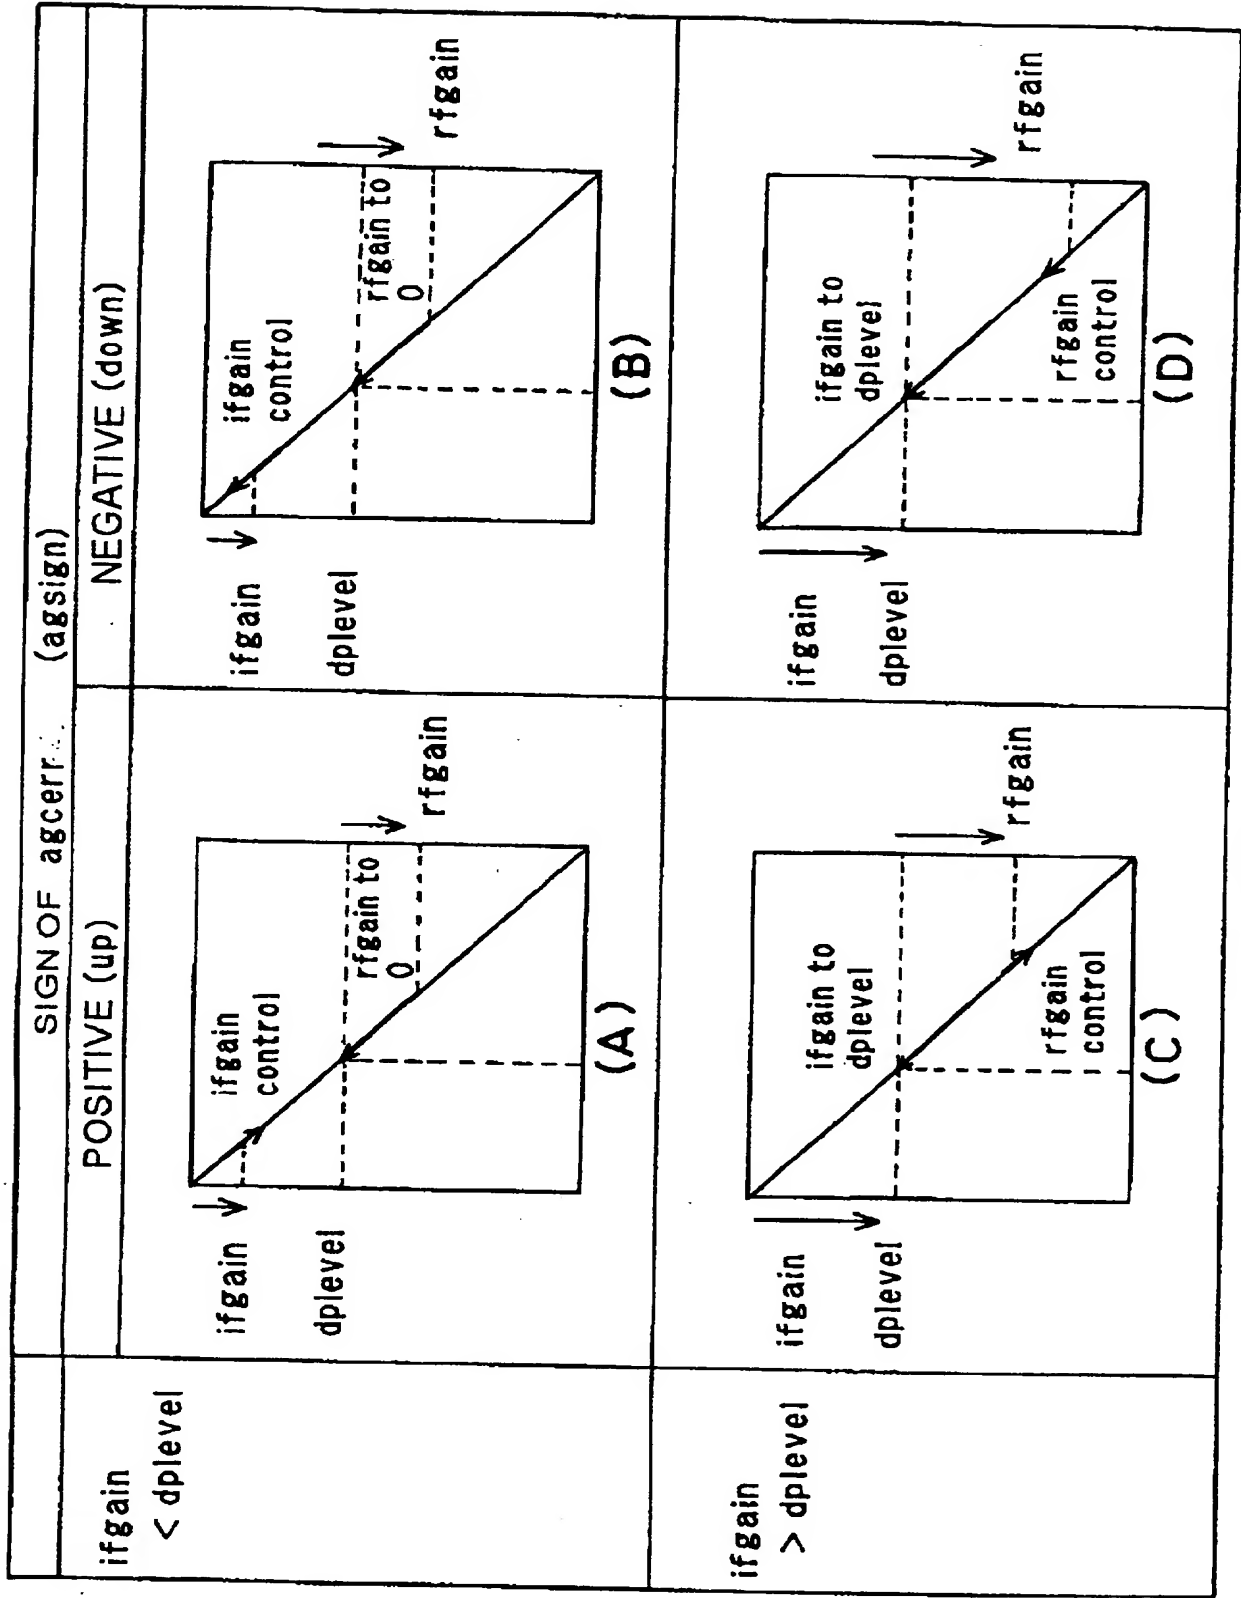 SIGN OF agcerr (agsign)
POSITIVE (up)
NEGATIVE (down)
ifgain
< dplevel
ifgain
dplevel
ifgain
control
rfgain to
0
rfgain
(A)
ifgain
dplevel
ifgain
control
rfgain to
0
rfgain
(B)
ifgain
> dplevel
ifgain
dplevel
ifgain to
dplevel
rfgain
control
rfgain
(C)
ifgain
dplevel
ifgain to
dplevel
rfgain
control
rfgain
(D)